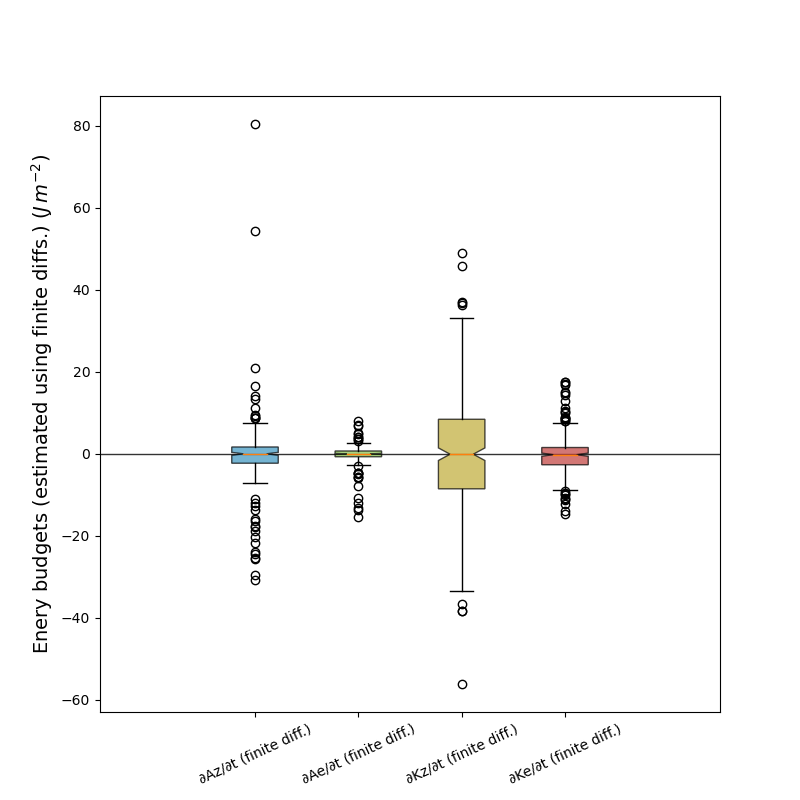 Enery budgets (estimated using finite diffs.) (J m⁻²)
80
60
40
20
0
−20
−40
−60
∂Az/∂t (finite diff.)
∂Ae/∂t (finite diff.)
∂Kz/∂t (finite diff.)
∂Ke/∂t (finite diff.)